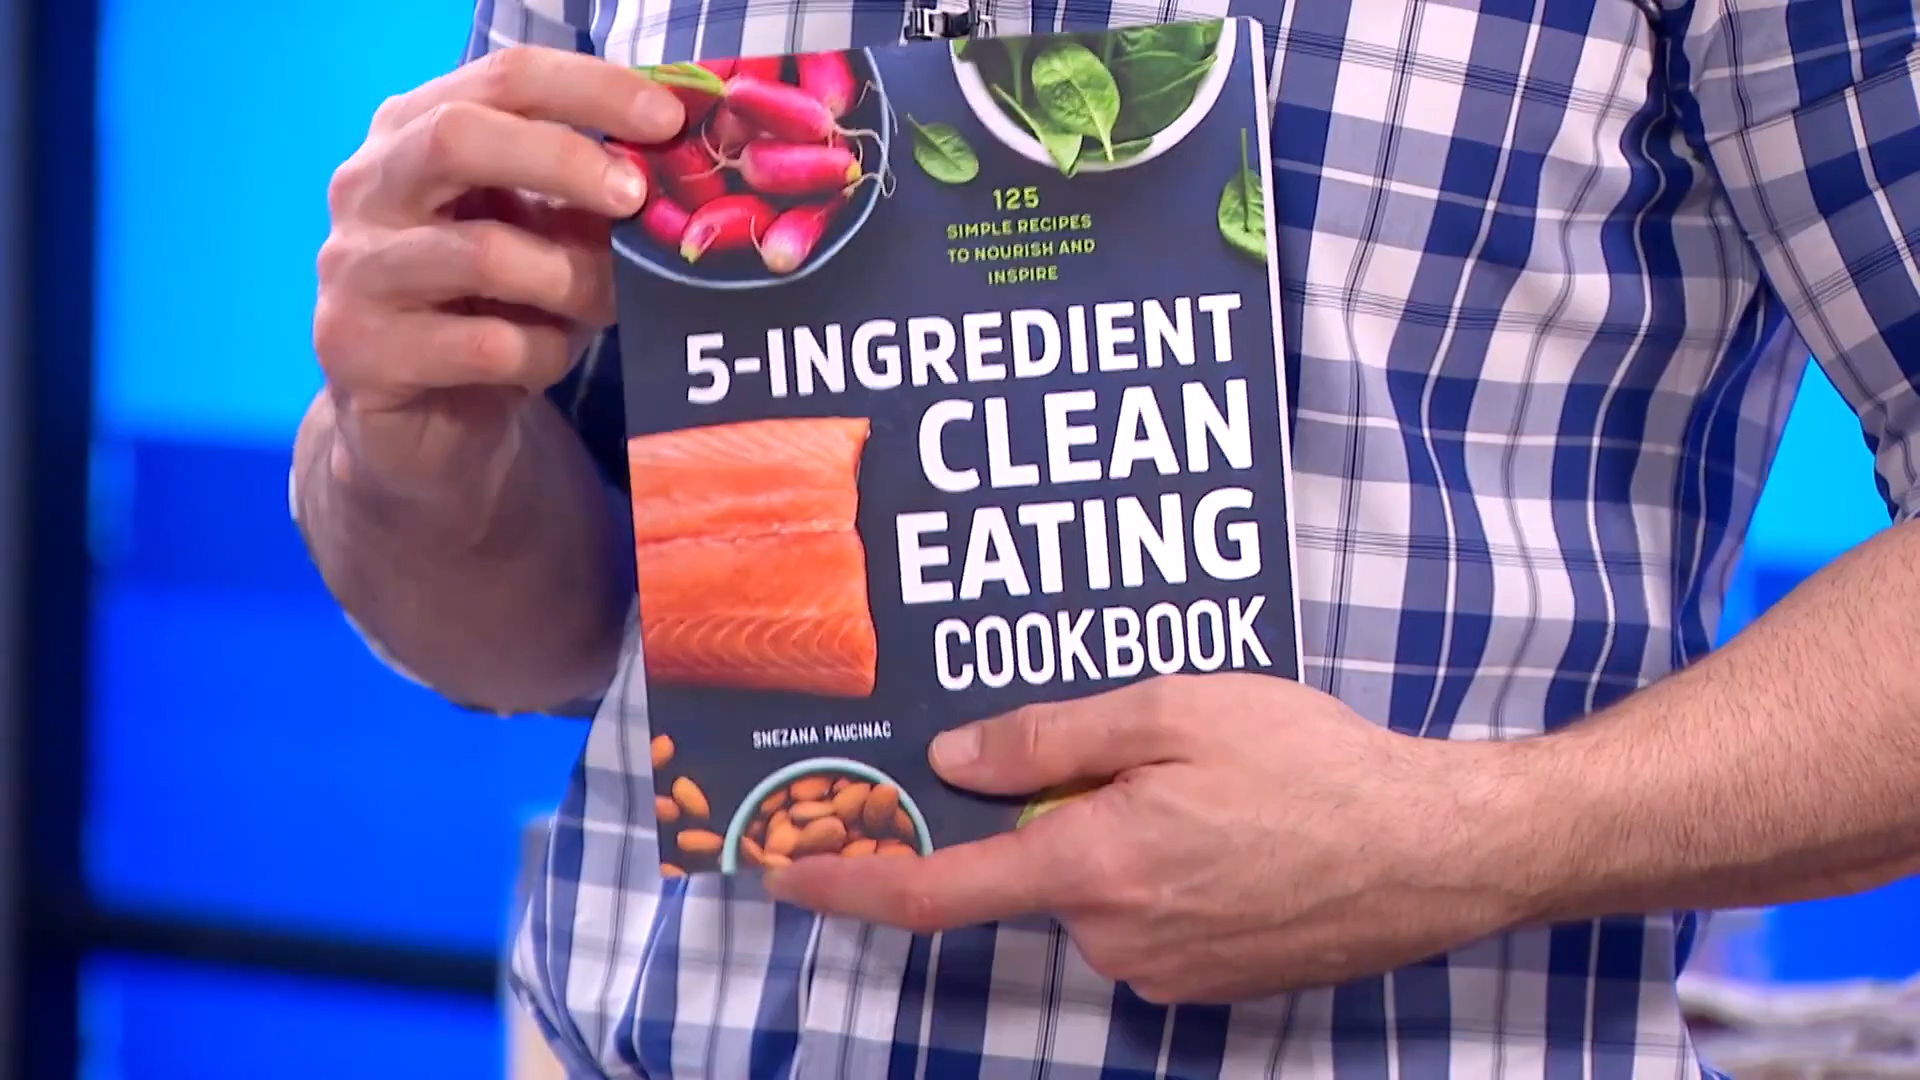 125
SIMPLE RECIPES
TO NOURISH AND
INSPIRE
5-INGREDIENT
CLEAN
EATING
COOKBOOK
SNEZANA PAUCINAC